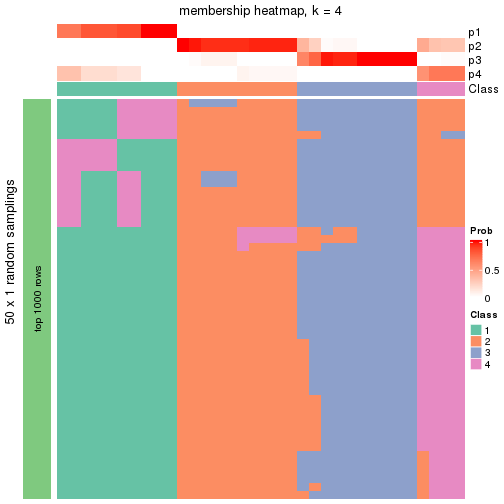 membership heatmap, k = 4
p1
p2
p3
p4
Class
50 x 1 random samplings
top 1000 rows
Prob
1
0.5
0
Class
1
2
3
4